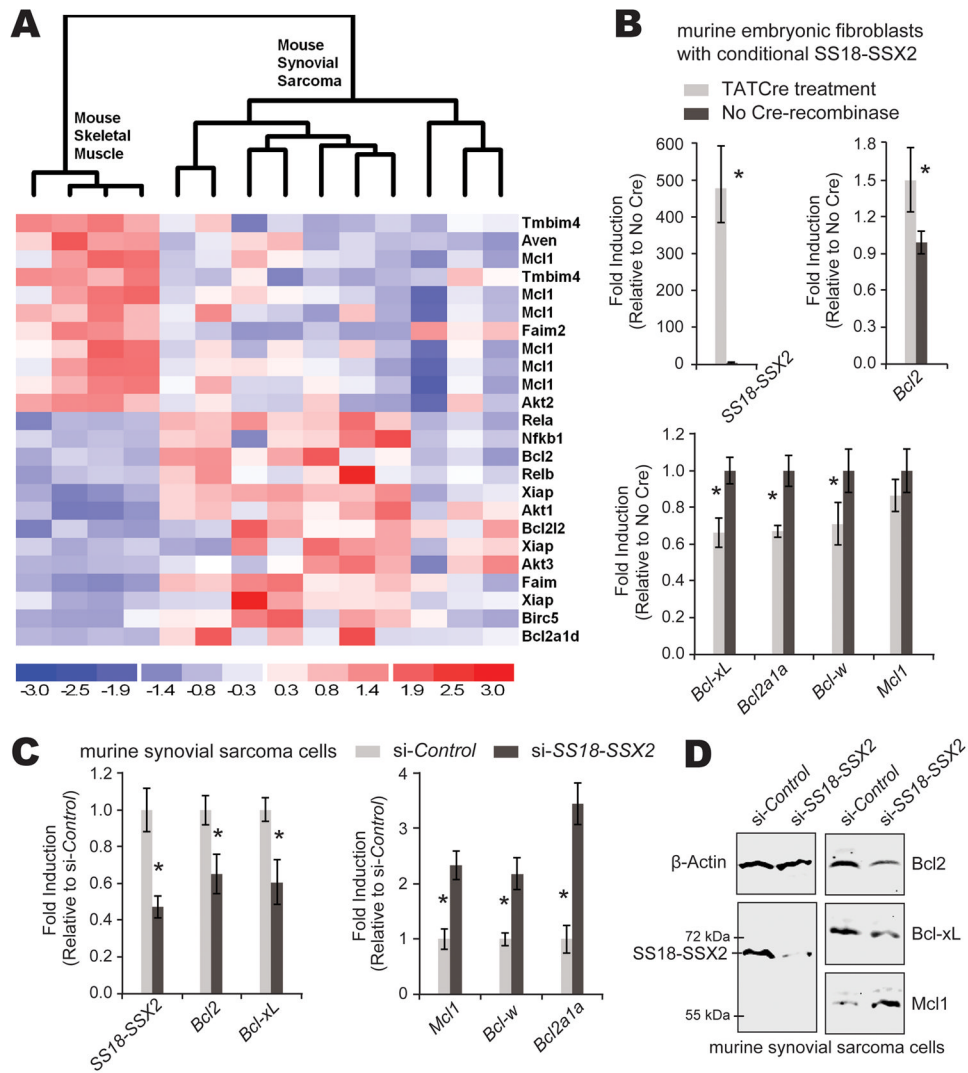 A
Mouse
Synovial
Sarcoma
Mouse
Skeletal
Muscle
Tmbim4
Aven
Mcl1
Tmbim4
Mcl1
Mcl1
Faim2
Mcl1
Mcl1
Mcl1
Akt2
Rela
Nfkb1
Bcl2
Relb
Xiap
Akt1
Bcl2l2
Xiap
Akt3
Faim
Xiap
Birc5
Bcl2a1d
-3.0 -2.5 -1.9 -1.4 -0.8 -0.3 0.3 0.8 1.4 1.9 2.5 3.0
B
murine embryonic fibroblasts
with conditional SS18-SSX2
TATCre treatment
No Cre-recombinase
Fold Induction
(Relative to No Cre)
600
500
400
300
200
100
0
*
SS18-SSX2
Fold Induction
(Relative to No Cre)
1.8
1.5
1.2
0.9
0.6
0.3
0.0
*
Bcl2
Fold Induction
(Relative to No Cre)
1.2
1.0
0.8
0.6
0.4
0.2
0.0
* * *
Bcl-xL Bcl2a1a Bcl-w Mcl1
C
murine synovial sarcoma cells si-Control si-SS18-SSX2
Fold Induction
(Relative to si-Control)
1.2
1.0
0.8
0.6
0.4
0.2
0.0
* * *
SS18-SSX2 Bcl2 Bcl-xL
Fold Induction
(Relative to si-Control)
4
3
2
1
0
* * *
Mcl1 Bcl-w Bcl2a1a
D
si-Control si-SS18-SSX2 si-Control si-SS18-SSX2
β-Actin
Bcl2
72 kDa
SS18-SSX2
55 kDa
Bcl-xL
Mcl1
murine synovial sarcoma cells